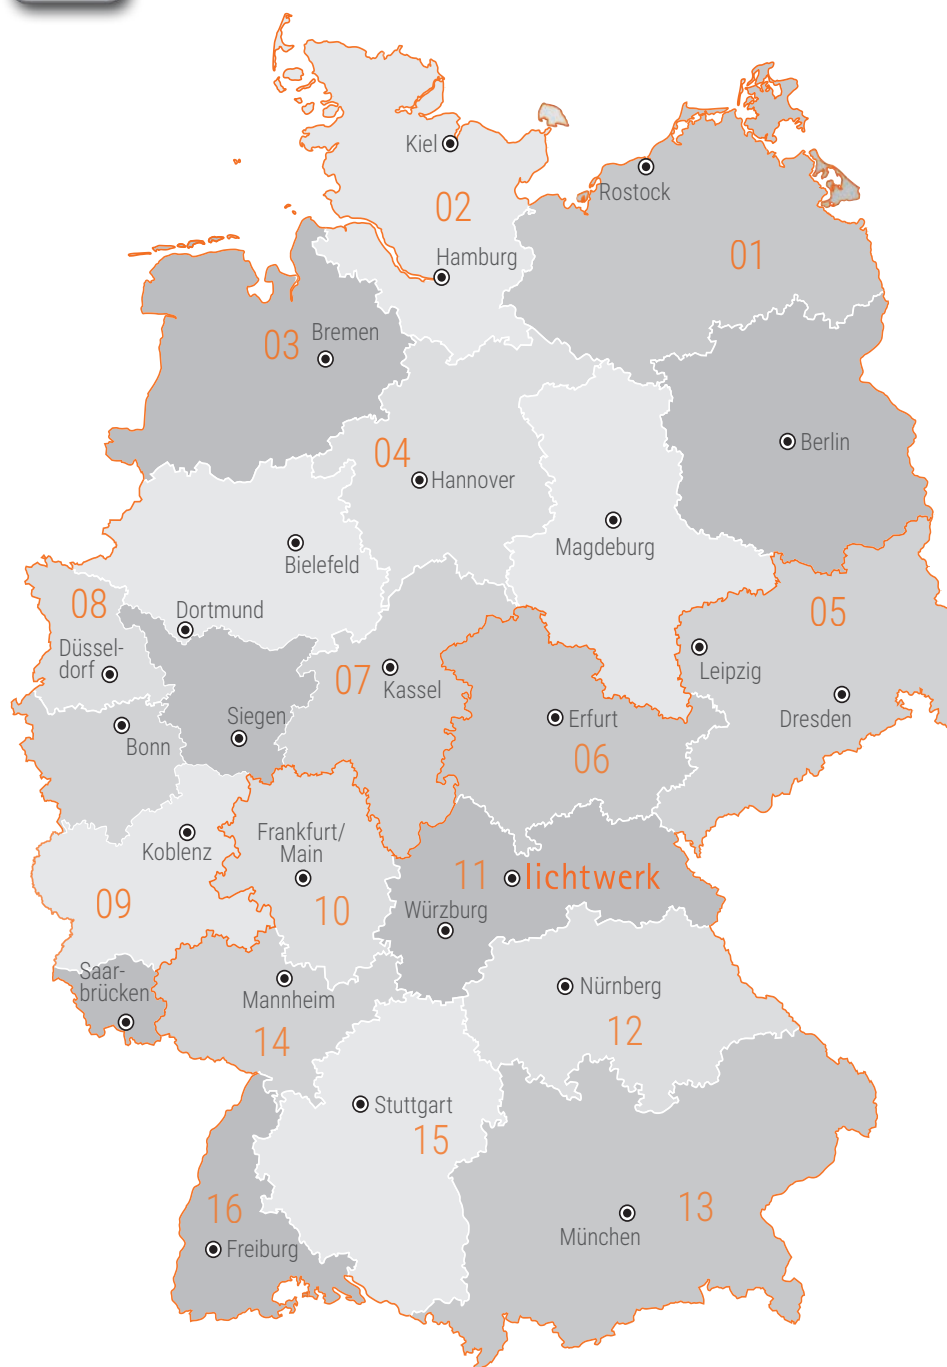 Kiel
Rostock
02
01
Hamburg
Bremen
03
Berlin
04
Hannover
Magdeburg
Bielefeld
08
Dortmund
05
Düssel-
dorf
07
Kassel
Leipzig
Siegen
Erfurt
Dresden
Bonn
06
Frankfurt/
Main
Koblenz
11
lichtwerk
09
10
Würzburg
Saar-
brücken
Mannheim
Nürnberg
14
12
Stuttgart
15
16
13
München
Freiburg